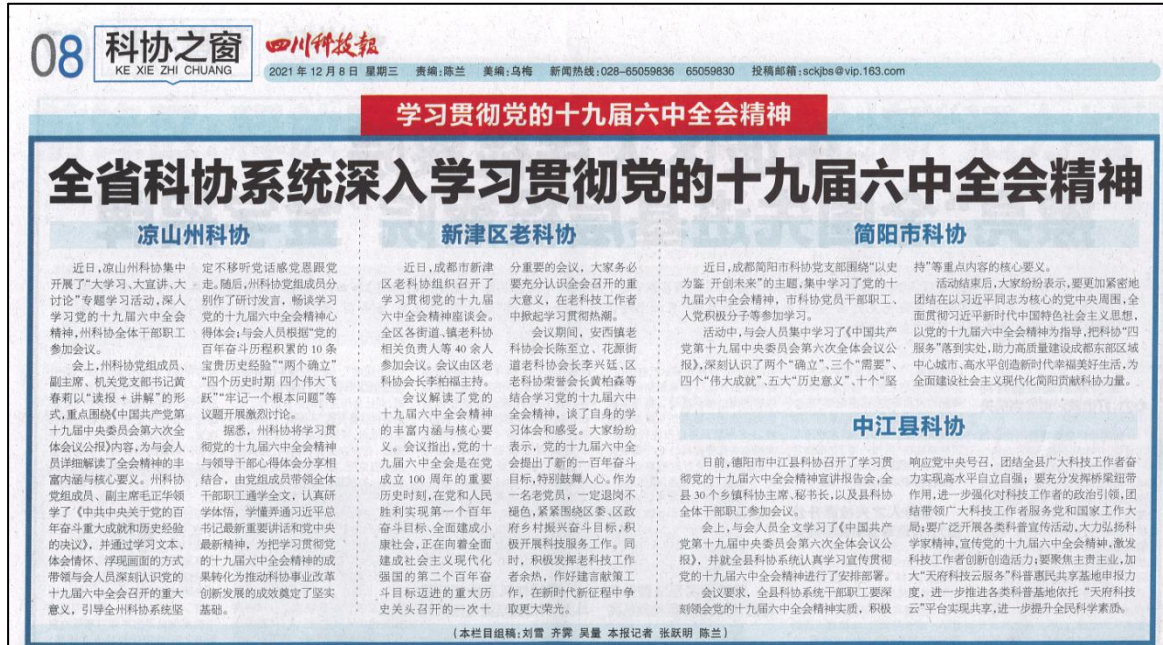 08
科协之窗
KE XIE ZHI CHUANG
四川科技报
2021年12月8日 星期三 责编:陈兰 美编:乌梅 新闻热线:028-65059836 65059830 投稿邮箱:sckjbs@vip.163.com
学习贯彻党的十九届六中全会精神
全省科协系统深入学习贯彻党的十九届六中全会精神
凉山州科协
近日,凉山州科协集中
开展了“大学习、大宣讲、大
讨论”专题学习活动,深入
学习党的十九届六中全会
精神,州科协全体干部职工
参加会议。
会上,州科协党组成员、
副主席、机关党支部书记黄
春莉以“读报+讲解”的形
式,重点围绕《中国共产党第
十九届中央委员会第六次全
体会议公报》内容,为与会人
员详细解读了全会精神的丰
富内涵与核心要义。州科协
党组成员、副主席毛正华领
学了《中共中央关于党的百
年奋斗重大成就和历史经验
的决议》,并通过学习文本、
体会情怀、浮现画面的方式
带领与会人员深刻认识党的
十九届六中全会召开的重大
意义,引导全州科协系统坚
定不移听党话感党恩跟党
走。随后,州科协党组成员分
别作了研讨发言,畅谈学习
党的十九届六中全会精神心
得体会;与会人员根据“党的
百年奋斗历程积累的10条
宝贵历史经验”“两个确立”
“四个历史时期 四个伟大飞
跃”“牢记一个根本问题”等
议题开展激烈讨论。
据悉,州科协将学习贯
彻党的十九届六中全会精神
与领导干部心得体会分享相
结合,由党组成员带领全体
干部职工通学全文,认真研
学体悟,学懂弄通习近平总
书记最新重要讲话和党中央
最新精神,为把学习贯彻党
的十九届六中全会精神的成
果转化为推动科协事业改革
创新发展的成效奠定了坚实
基础。
新津区老科协
近日,成都市新津
区老科协组织召开了
学习贯彻党的十九届
六中全会精神座谈会。
全区各街道、镇老科协
相关负责人等40余人
参加会议。会议由区老
科协会长李柏福主持。
会议解读了党的
十九届六中全会精神
的丰富内涵与核心要
义。会议指出,党的十
九届六中全会是在党
成立100周年的重要
历史时刻,在党和人民
胜利实现第一个百年
奋斗目标、全面建成小
康社会,正在向着全面
建成社会主义现代化
强国的第二个百年奋
斗目标迈进的重大历
史关头召开的一次十
分重要的会议,大家务必
要充分认识全会召开的重
大意义,在老科技工作者
中掀起学习贯彻热潮。
会议期间,安西镇老
科协会长陈至立、花源街
道老科协会长李兴廷、区
老科协荣誉会长黄柏森等
结合学习党的十九届六中
全会精神,谈了自身的学
习体会和感受。大家纷纷
表示,党的十九届六中全
会提出了新的一百年奋斗
目标,特别鼓舞人心。作为
一名老党员,一定退岗不
褪色,紧紧围绕区委、区政
府乡村振兴奋斗目标;积
极开展科技服务工作。同
时,积极发挥老科技工作
者余热,作好建言献策工
作,在新时代新征程中争
取更大荣光。
简阳市科协
近日,成都简阳市科协党支部围绕“以史
为鉴 开创未来”的主题,集中学习了党的十
九届六中全会精神,市科协党员干部职工、
入党积极分子等参加学习。
活动中,与会人员集中学习了《中国共产
党第十九届中央委员会第六次全体会议公
报》,深刻认识了两个“确立”、三个“需要”、
四个“伟大成就”、五大“历史意义”、十个“坚
持”等重点内容的核心要义。
活动结束后,大家纷纷表示,要更加紧密地
团结在以习近平同志为核心的党中央周围,全
面贯彻习近平新时代中国特色社会主义思想,
以党的十九届六中全会精神为指导,把科协“四
服务”落到实处,助力高质量建设成都东部区域
中心城市、高水平创造新时代幸福美好生活,为
全面建设社会主义现代化简阳贡献科协力量。
中江县科协
日前,德阳市中江县科协召开了学习贯
彻党的十九届六中全会精神宣讲报告会,全
县30个乡镇科协主席、秘书长,以及县科协
全体干部职工参加会议。
会上,与会人员全文学习了《中国共产
党第十九届中央委员会第六次全体会议公
报》,并就全县科协系统认真学习宣传贯彻
党的十九届六中全会精神进行了安排部署。
会议要求,全县科协系统干部职工要深
刻领会党的十九届六中全会精神实质,积极
响应党中央号召,团结全县广大科技工作者奋
力实现高水平自立自强;要充分发挥桥梁纽带
作用,进一步强化对科技工作者的政治引领,团
结带领广大科技工作者服务党和国家工作大
局;要广泛开展各类科普宣传活动,大力弘扬科
学家精神,宣传党的十九届六中全会精神,激发
科技工作者创新创造活力;要聚焦主责主业,加
大“天府科技云服务”科普惠民共享基地申报力
度,进一步推进各类科普基地依托“天府科技
云”平台实现共享,进一步提升全民科学素质。
(本栏目组稿:刘雪 齐霁 吴量 本报记者 张跃明 陈兰)